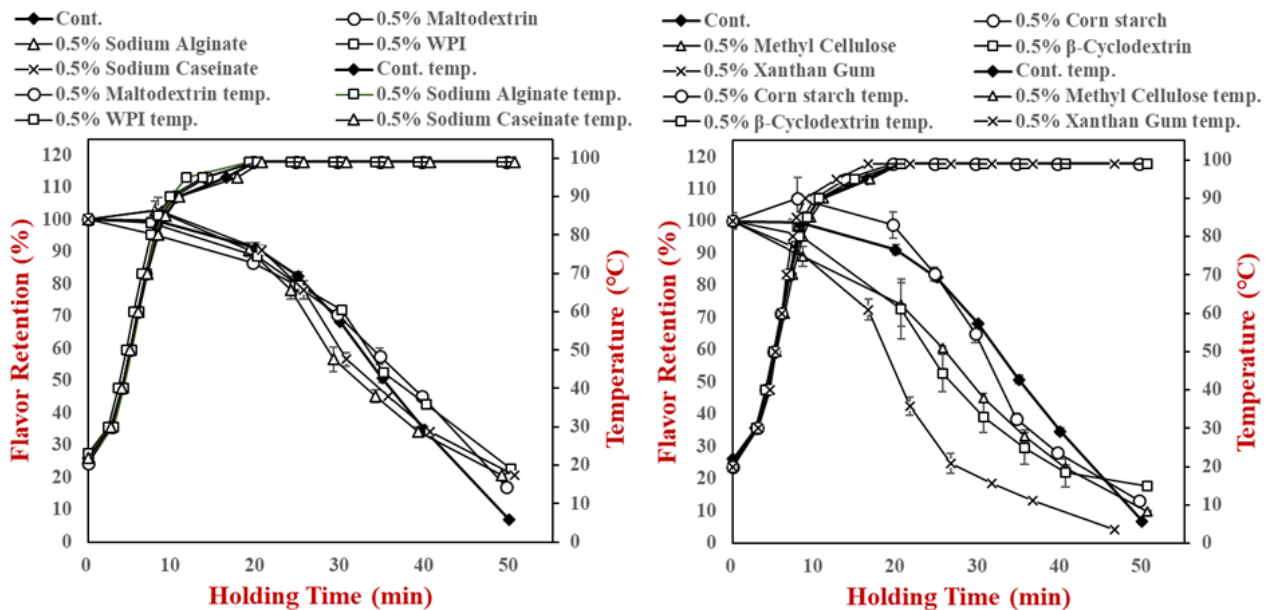 Cont.
0.5% Maltodextrin
0.5% Sodium Alginate
0.5% WPI
0.5% Sodium Caseinate
Cont. temp.
0.5% Maltodextrin temp.
0.5% Sodium Alginate temp.
0.5% WPI temp.
0.5% Sodium Caseinate temp.
Flavor Retention (%)
120
110
100
90
80
70
60
50
40
30
20
10
0
100
90
80
70
60
50
40
30
20
10
0
Temperature (°C)
0 10 20 30 40 50
Holding Time (min)
Cont.
0.5% Corn starch
0.5% Methyl Cellulose
0.5% β-Cyclodextrin
0.5% Xanthan Gum
Cont. temp.
0.5% Corn starch temp.
0.5% Methyl Cellulose temp.
0.5% β-Cyclodextrin temp.
0.5% Xanthan Gum temp.
Flavor Retention (%)
120
110
100
90
80
70
60
50
40
30
20
10
0
100
90
80
70
60
50
40
30
20
10
0
Temperature (°C)
0 10 20 30 40 50
Holding Time (min)